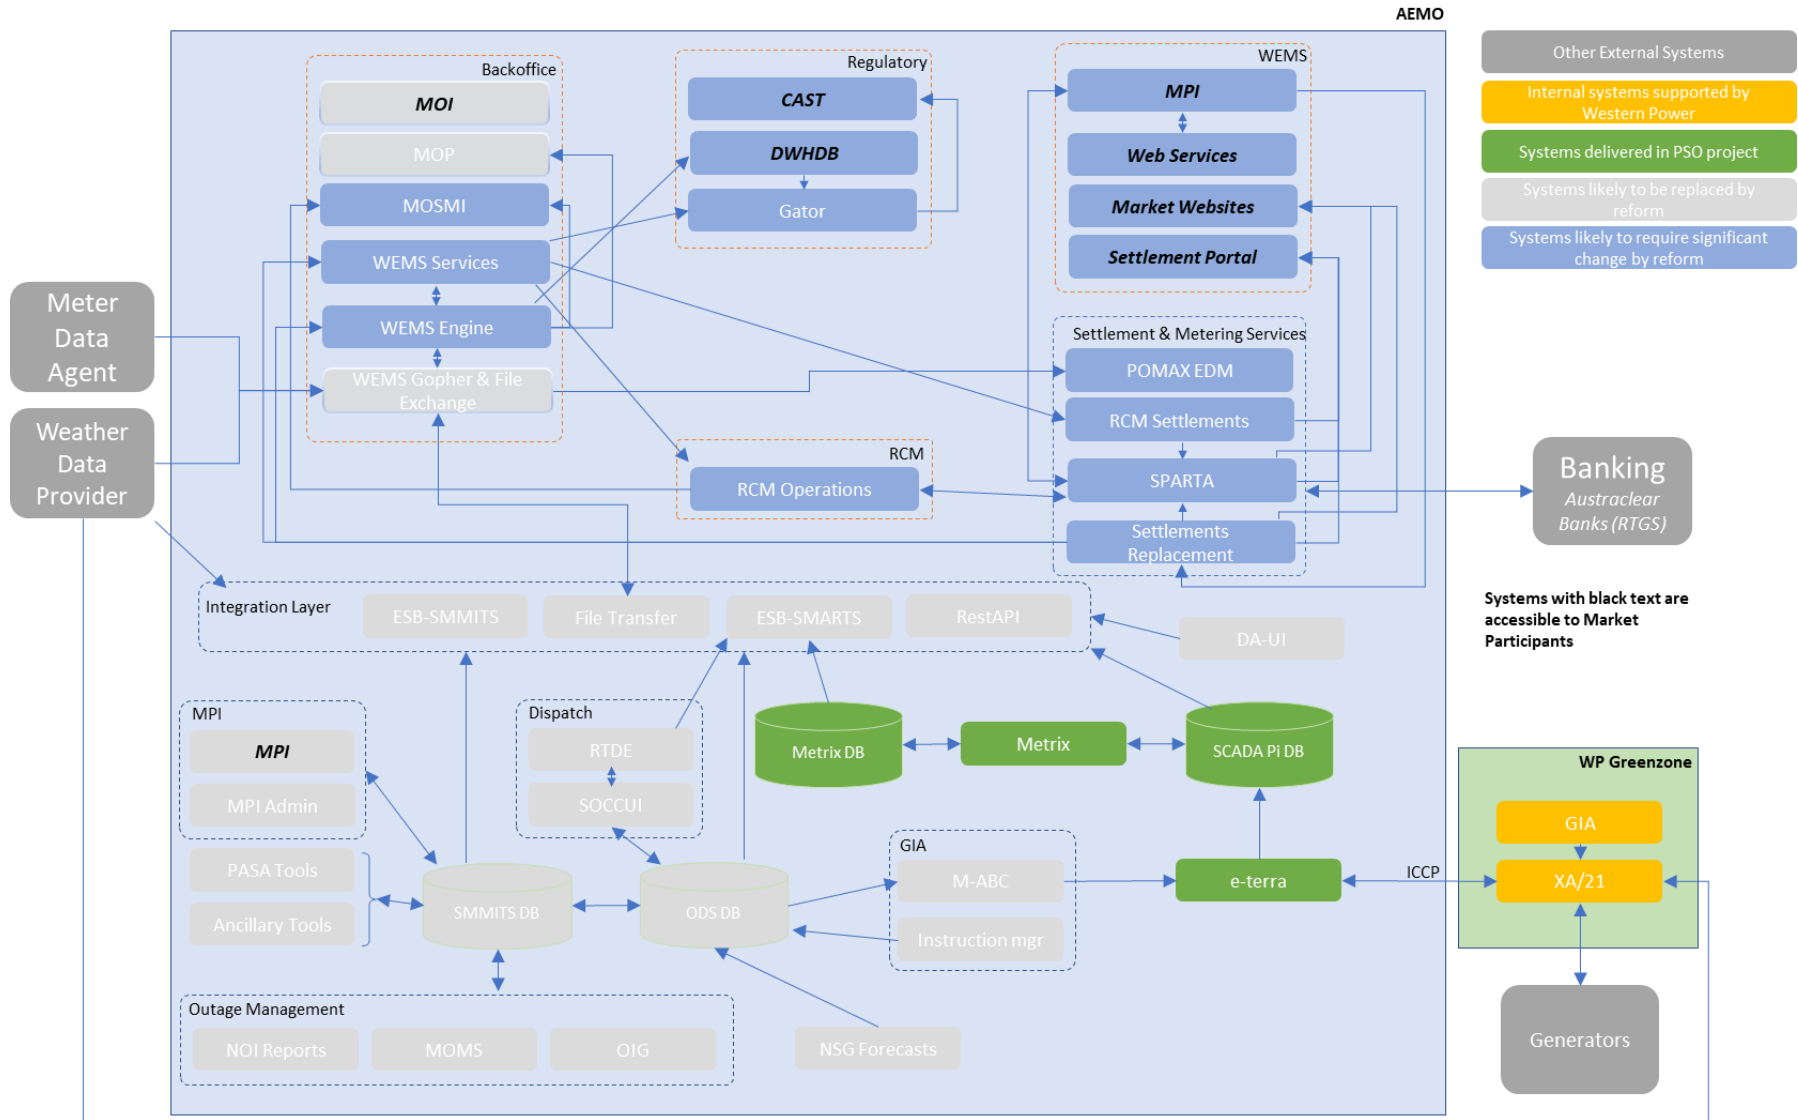 AEMO
Backoffice
MOI
MOP
MOSMI
WEMS Services
WEMS Engine
WEMS Gopher & File
Exchange
Regulatory
CAST
DWHDB
Gator
WEMS
MPI
Web Services
Market Websites
Settlement Portal
Other External Systems
Internal systems supported by
Western Power
Systems delivered in PSO project
Systems likely to be replaced by
reform
Systems likely to require significant
change by reform
Meter
Data
Agent
Weather
Data
Provider
Settlement & Metering Services
POMAX EDM
RCM Settlements
SPARTA
Settlements
Replacement
RCM
RCM Operations
Banking
Austraclear
Banks (RTGS)
Integration Layer
ESB-SMMITS
File Transfer
ESB-SMARTS
RestAPI
DA-UI
Systems with black text are
accessible to Market
Participants
MPI
MPI
MPI Admin
Dispatch
RTDE
SOCCUI
Metrix DB
Metrix
SCADA Pi DB
WP Greenzone
GIA
XA/21
ICCP
PASA Tools
Ancillary Tools
SMMITS DB
ODS DB
GIA
M-ABC
Instruction mgr
e-terra
Outage Management
NOI Reports
MOMS
OIG
NSG Forecasts
Generators